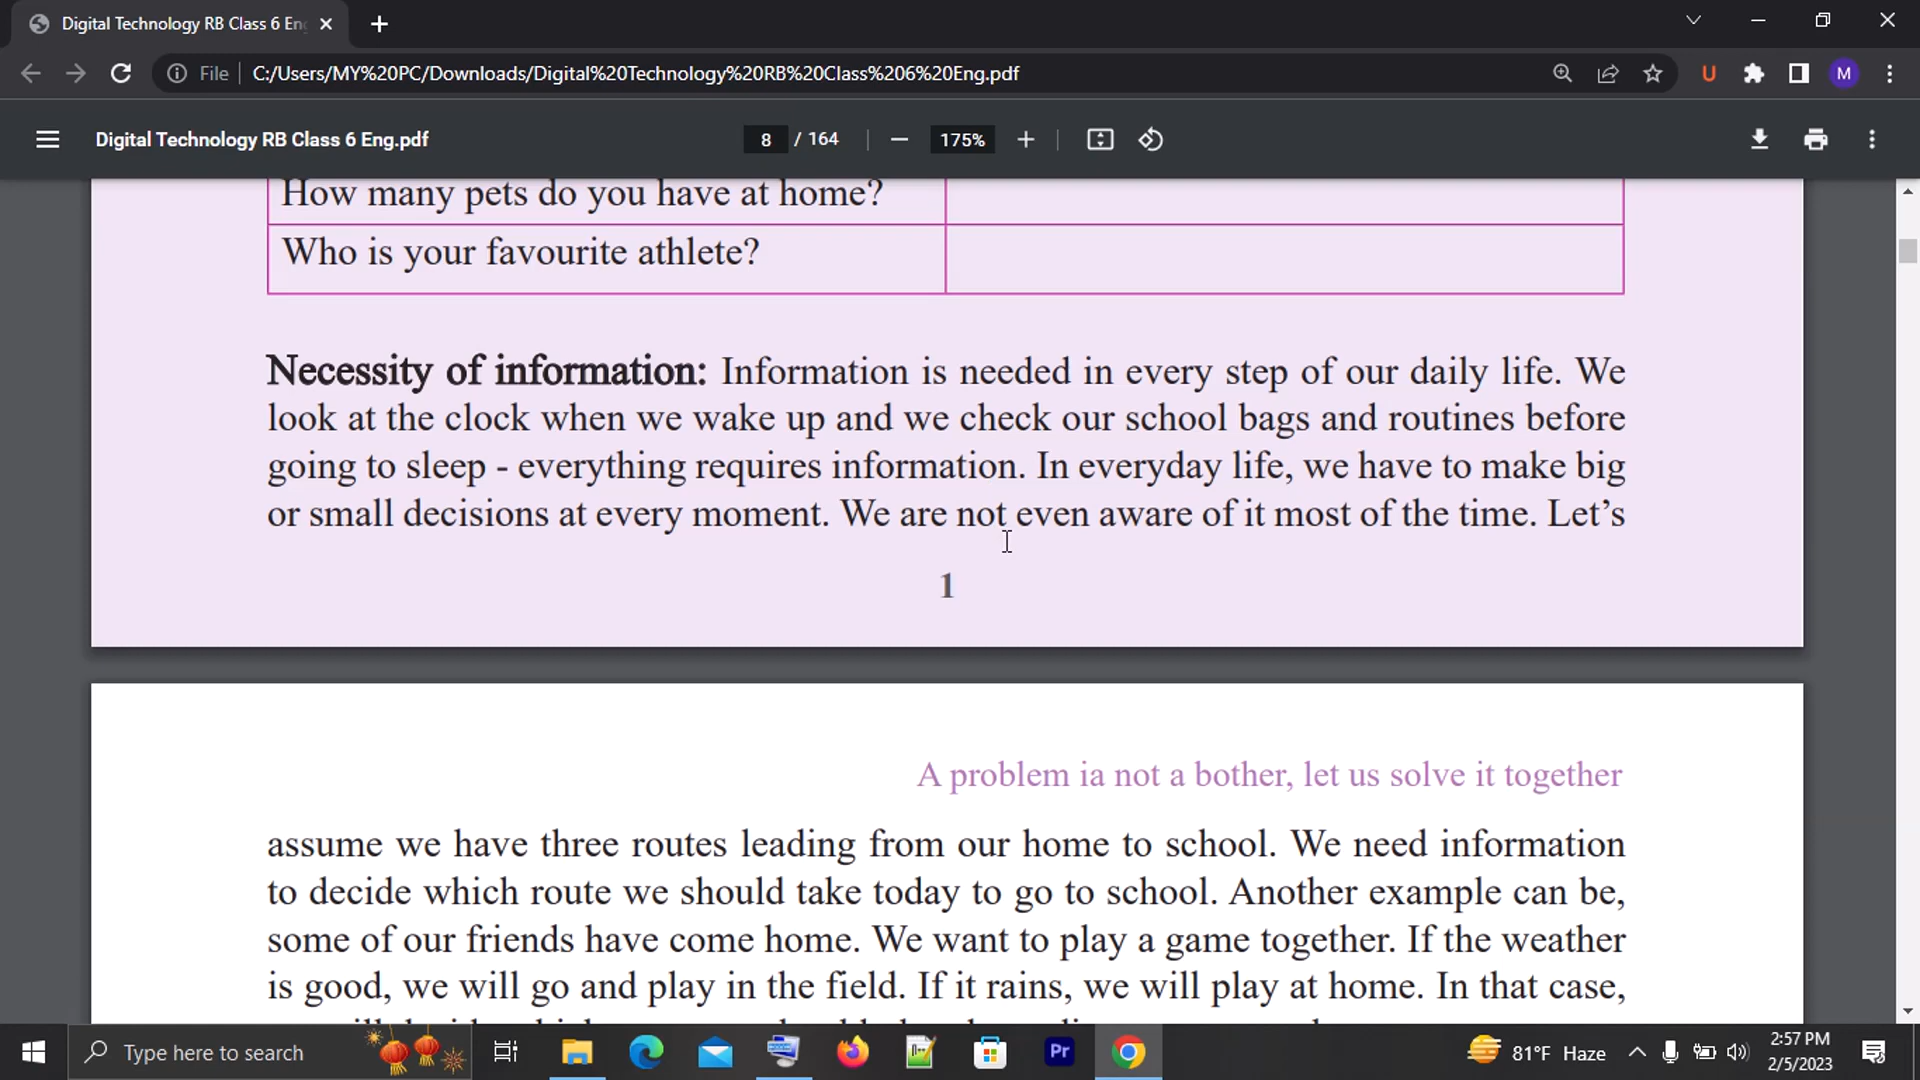 Digital Technology RB Class 6 En
File
C:/Users/MY%20PC/Downloads/Digital%20Technology%20RB%20Class%206%20Eng.pdf
U
M
Digital Technology RB Class 6 Eng.pdf
8 / 164
175%
How many pets do you have at home?
Who is your favourite athlete?
Necessity of information: Information is needed in every step of our daily life. We
look at the clock when we wake up and we check our school bags and routines before
going to sleep - everything requires information. In everyday life, we have to make big
or small decisions at every moment. We are not even aware of it most of the time. Let's
1
A problem ia not a bother, let us solve it together
assume we have three routes leading from our home to school. We need information
to decide which route we should take today to go to school. Another example can be,
some of our friends have come home. We want to play a game together. If the weather
is good, we will go and play in the field. If it rains, we will play at home. In that case,
Type here to search
Pr
81°F Haze
2:57 PM
2/5/2023